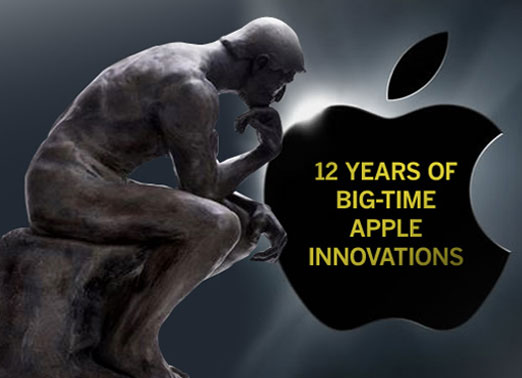 12 YEARS OF
BIG-TIME
APPLE
INNOVATIONS